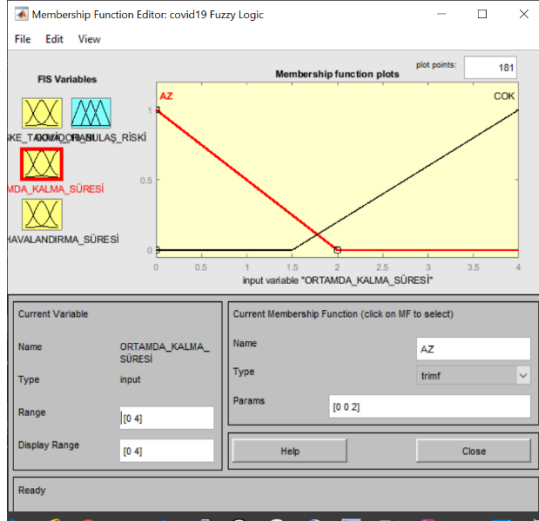 Membership Function Editor: covid19 Fuzzy Logic
File Edit View
FIS Variables
Membership function plots
plot points: 181
AZ
COK
1
0.5
0
0 0.5 1 1.5 2 2.5 3 3.5 4
input variable "ORTAMDA_KALMA_SÜRESİ"
MDA_KALMA_SÜRESİ
HAVALANDIRMA_SÜRESİ
Current Variable
Name ORTAMDA_KALMA_
SÜRESİ
Type input
Range [0 4]
Display Range [0 4]
Current Membership Function (click on MF to select)
Name AZ
Type trimf
Params [0 0 2]
Help Close
Ready